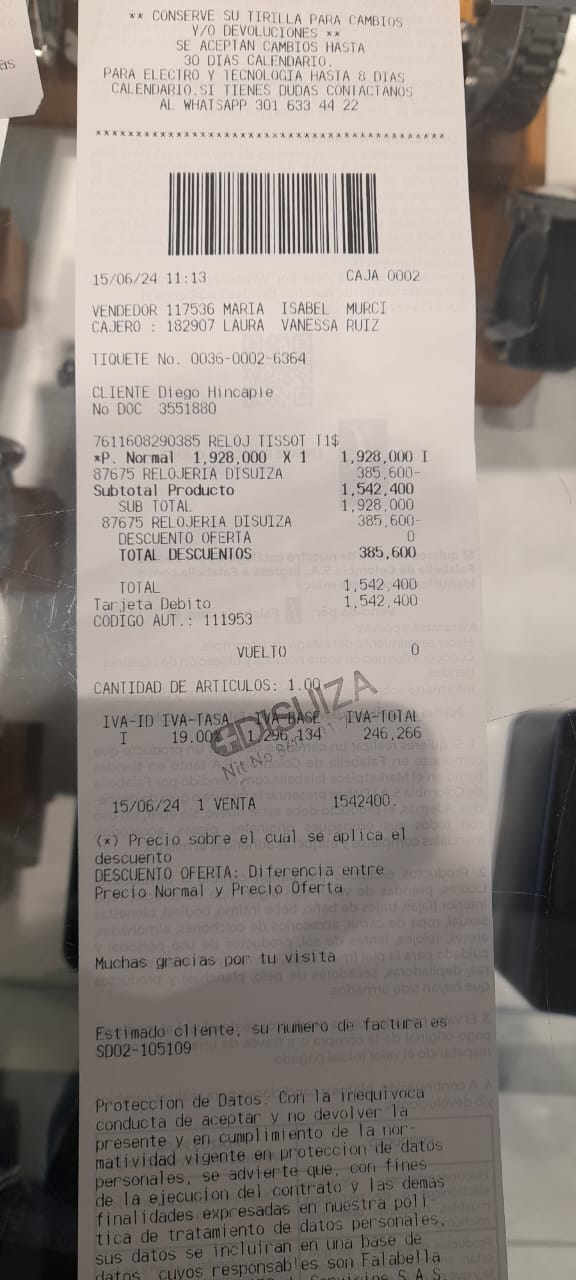 ** CONSERVE SU TIRILLA PARA CAMBIOS
Y/O DEVOLUCIONES **
SE ACEPTAN CAMBIOS HASTA
30 DIAS CALENDARIO.
PARA ELECTRO Y TECNOLOGIA HASTA 8 DIAS
CALENDARIO.SI TIENES DUDAS CONTACTANOS
AL WHATSAPP 301 633 44 22
*****************************************
15/06/24 11:13 CAJA 0002
VENDEDOR 117536 MARIA ISABEL MURCI
CAJERO : 182907 LAURA VANESSA RUIZ
TIQUETE No. 0036-0002-6364
CLIENTE Diego Hincapie
No DOC 3551880
7611608290385 RELOJ TISSOT T1$
*P. Normal 1,928,000 X 1 1,928,000 I
87675 RELOJERIA DISUIZA 385,600-
Subtotal Producto 1,542,400
SUB TOTAL 1,928,000
87675 RELOJERIA DISUIZA 385,600-
DESCUENTO OFERTA 0
TOTAL DESCUENTOS 385,600
TOTAL 1,542,400
Tarjeta Debito 1,542,400
CODIGO AUT.: 111953
VUELTO 0
CANTIDAD DE ARTICULOS: 1.00
DISUIZA
Nit No
IVA-ID IVA-TASA IVA-BASE IVA-TOTAL
I 19.00% 1,296,134 246,266
15/06/24 1 VENTA 1542400.
(*) Precio sobre el cual se aplica el
descuento
DESCUENTO OFERTA: Diferencia entre
Precio Normal y Precio Oferta
Muchas gracias por tu visita
Estimado cliente, su numero de factura es
SD02-105109
Proteccion de Datos: Con la inequivoca
conducta de aceptar y no devolver la
presente y en cumplimiento de la nor-
matividad vigente en proteccion de datos
personales, se advierte que, con fines
de la ejecucion del contrato y las demas
finalidades expresadas en nuestra poli-
tica de tratamiento de datos personales,
sus datos se incluiran en una base de
datos cuyos responsables son Falabella
S.A.S.